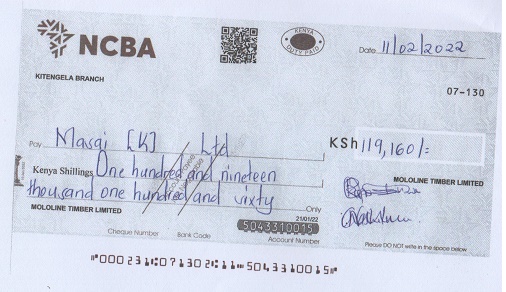 NCBA
KENYA
DUTY PAID
Date 11/02/2022
KITENGELA BRANCH
07-130
Pay Masai [K] Ltd
KSh 119,160/=
Kenya Shillings One hundred and nineteen
thousand one hundred and sixty Only
MOLOLINE TIMBER LIMITED
MOLOLINE TIMBER LIMITED
21/01/22
5043310015
Cheque Number Bank Code Account Number
Please DO NOT write in the space below
"000231:071302:11=5043310015"